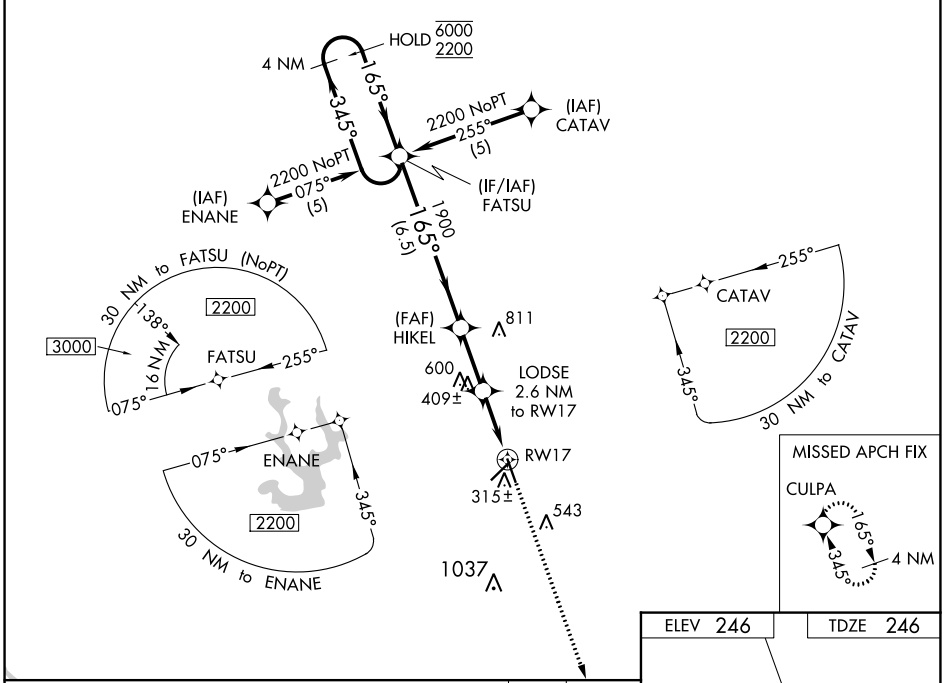 HOLD 6000
2200
4 NM
165°
345°
2200 NoPT
255°
(5)
(IAF)
CATAV
2200 NoPT
075°
(5)
(IAF)
ENANE
(IF/IAF)
FATSU
1900
165°
(6.5)
30 NM to FATSU (NoPT)
2200
138°
3000
16 NM
FATSU
255°
075°
(FAF)
HIKEL
811
600
409±
LODSE
2.6 NM
to RW17
RW17
315±
543
1037
255°
CATAV
2200
345°
30 NM to CATAV
075°
ENANE
345°
2200
30 NM to ENANE
MISSED APCH FIX
CULPA
165°
345°
4 NM
ELEV 246
TDZE 246